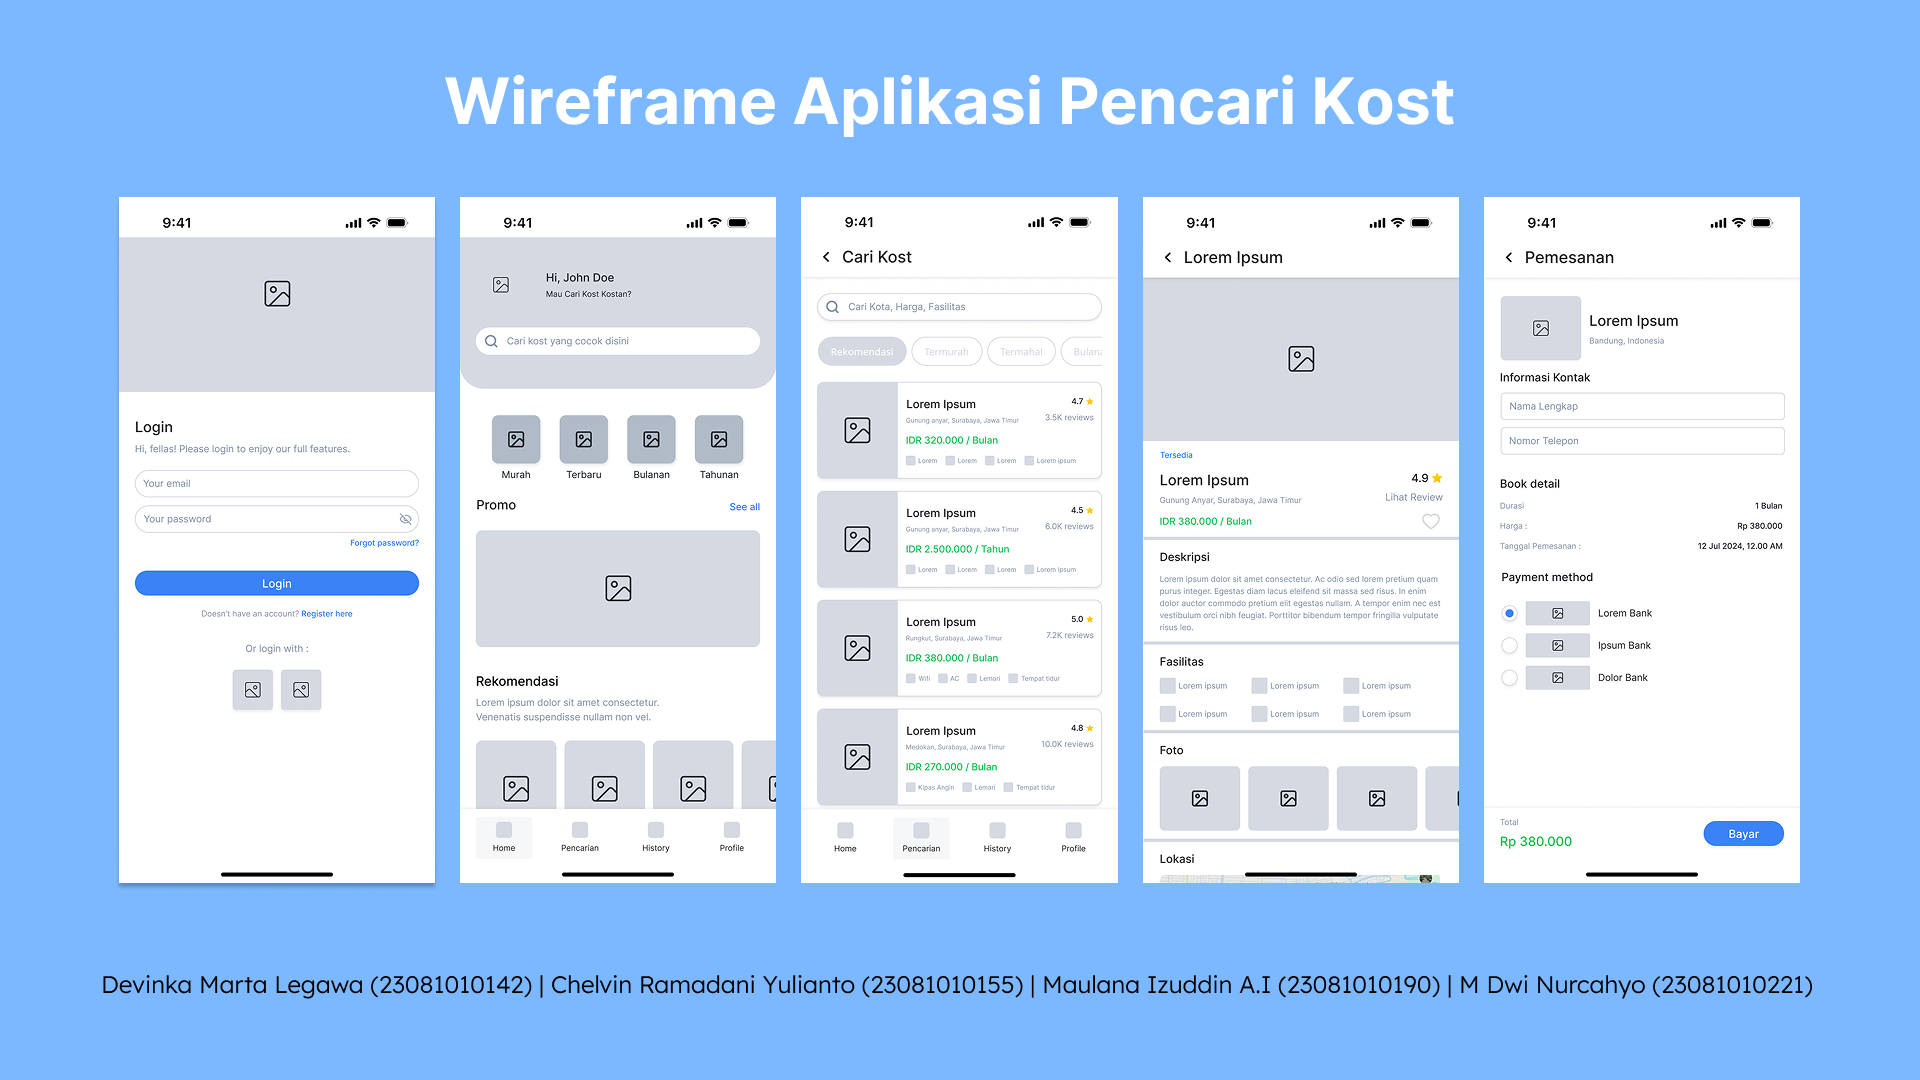 Wireframe Aplikasi Pencari Kost
9:41
Login
Hi, fellas! Please login to enjoy our full features.
Your email
Your password
Forgot password?
Login
Doesn't have an account? Register here
Or login with :
9:41
Hi, John Doe
Mau Cari Kost Kostan?
Cari kost yang cocok disini
Murah Terbaru Bulanan Tahunan
Promo See all
Rekomendasi
Lorem ipsum dolor sit amet consectetur.
Venenatis suspendisse nullam non vel.
Home Pencarian History Profile
9:41
Cari Kost
Cari Kota, Harga, Fasilitas
Rekomendasi Termurah Termahal Bulana
Lorem Ipsum 4.7
Gunung anyar, Surabaya, Jawa Timur 3.5K reviews
IDR 320.000 / Bulan
Lorem Lorem Lorem Lorem ipsum
Lorem Ipsum 4.5
Gunung anyar, Surabaya, Jawa Timur 6.0K reviews
IDR 2.500.000 / Tahun
Lorem Lorem Lorem Lorem Ipsum
Lorem Ipsum 5.0
Rungkut, Surabaya, Jawa Timur 7.2K reviews
IDR 380.000 / Bulan
Wifi AC Lemari Tempat tidur
Lorem Ipsum 4.8
Medokan, Surabaya, Jawa Timur 10.0K reviews
IDR 270.000 / Bulan
Kipas Angin Lemari Tempat tidur
Home Pencarian History Profile
9:41
Lorem Ipsum
Tersedia
Lorem Ipsum 4.9
Gunung Anyar, Surabaya, Jawa Timur Lihat Review
IDR 380.000 / Bulan
Deskripsi
Lorem ipsum dolor sit amet consectetur. Ac odio sed lorem pretium quam
purus integer. Egestas diam lacus eleifend sit massa sed risus. In enim
dolor auctor commodo pretium elit egestas nullam. A tempor enim nec est
vestibulum orci nibh feugiat. Porttitor bibendum tempor fringilla vulputate
risus leo.
Fasilitas
Lorem ipsum Lorem ipsum Lorem ipsum
Lorem ipsum Lorem ipsum Lorem ipsum
Foto
Lokasi
9:41
Pemesanan
Lorem Ipsum
Bandung, Indonesia
Informasi Kontak
Nama Lengkap
Nomor Telepon
Book detail
Durasi 1 Bulan
Harga : Rp 380.000
Tanggal Pemesanan : 12 Jul 2024, 12.00 AM
Payment method
Lorem Bank
Ipsum Bank
Dolor Bank
Total
Rp 380.000 Bayar
Devinka Marta Legawa (23081010142) | Chelvin Ramadani Yulianto (23081010155) | Maulana Izuddin A.I (23081010190) | M Dwi Nurcahyo (23081010221)